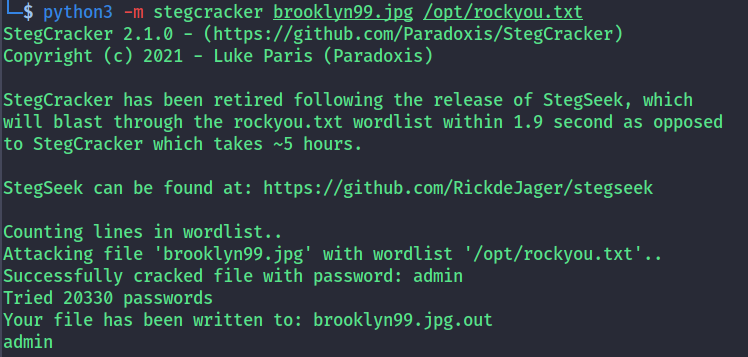 └─$ python3 -m stegcracker brooklyn99.jpg /opt/rockyou.txt
StegCracker 2.1.0 - (https://github.com/Paradoxis/StegCracker)
Copyright (c) 2021 - Luke Paris (Paradoxis)
StegCracker has been retired following the release of StegSeek, which
will blast through the rockyou.txt wordlist within 1.9 second as opposed
to StegCracker which takes ~5 hours.
StegSeek can be found at: https://github.com/RickdeJager/stegseek
Counting lines in wordlist..
Attacking file 'brooklyn99.jpg' with wordlist '/opt/rockyou.txt'..
Successfully cracked file with password: admin
Tried 20330 passwords
Your file has been written to: brooklyn99.jpg.out
admin